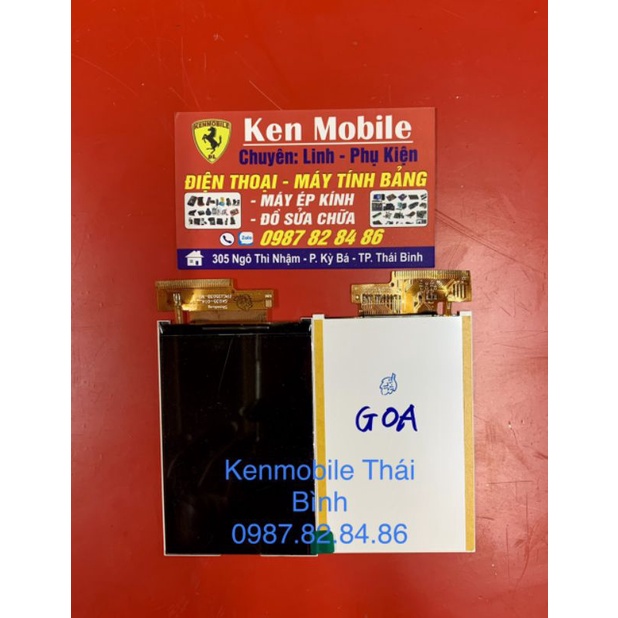 KENMOBILE
Ken Mobile
Chuyên: Linh - Phụ Kiện
ĐIỆN THOẠI - MÁY TÍNH BẢNG
- MÁY ÉP KÍNH
- ĐỒ SỬA CHỮA
Zalo
0987 82 84 86
305 Ngô Thì Nhậm - P. Kỳ Bá - TP. Thái Bình
GOA
Kenmobile Thái
Bình
0987.82.84.86